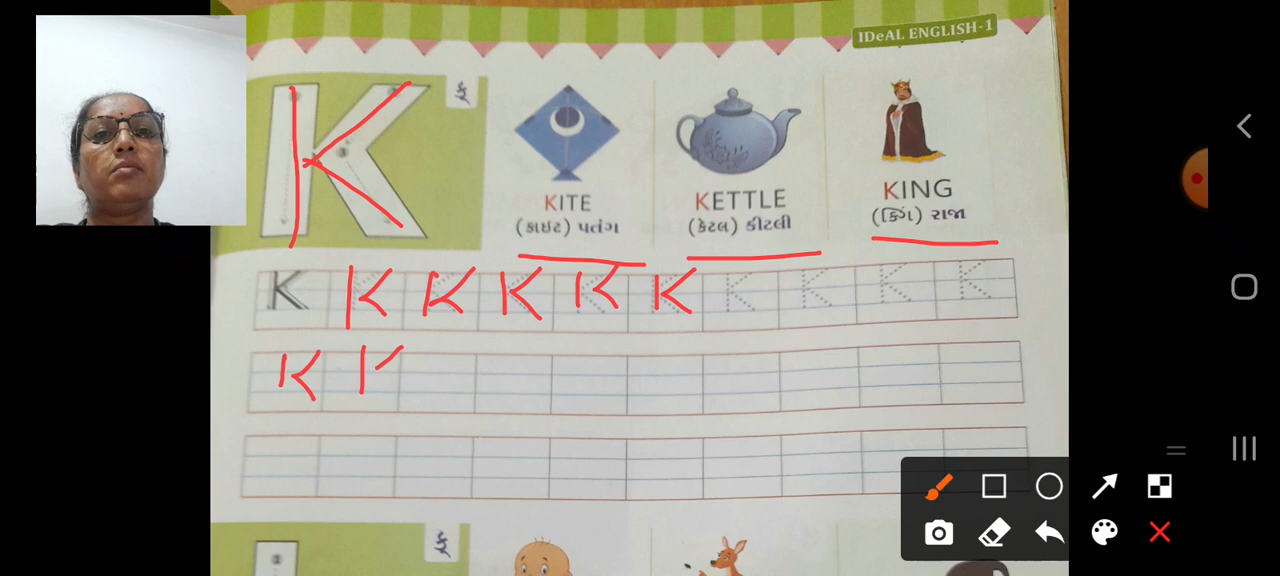 IDeAL ENGLISH-1
K
KITE
(કાઇટ) પતંગ
KETTLE
(કેટલ) કીટલી
KING
(કિંગ) રાજા
K K K K K K K K K K
K